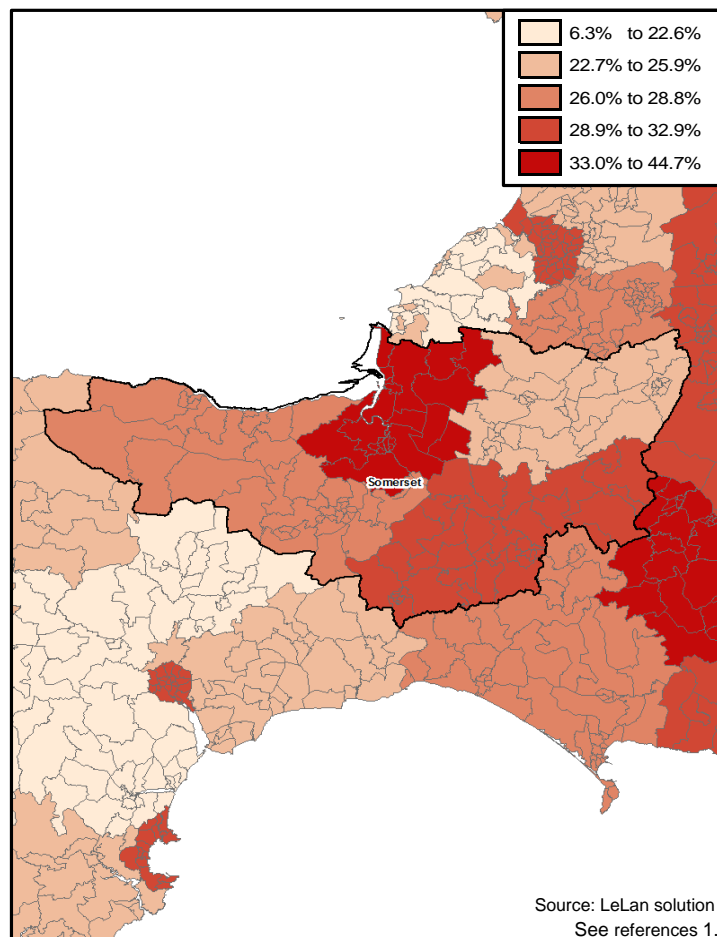 6.3% to 22.6%
22.7% to 25.9%
26.0% to 28.8%
28.9% to 32.9%
33.0% to 44.7%
Somerset
Source: LeLan solution
See references 1.